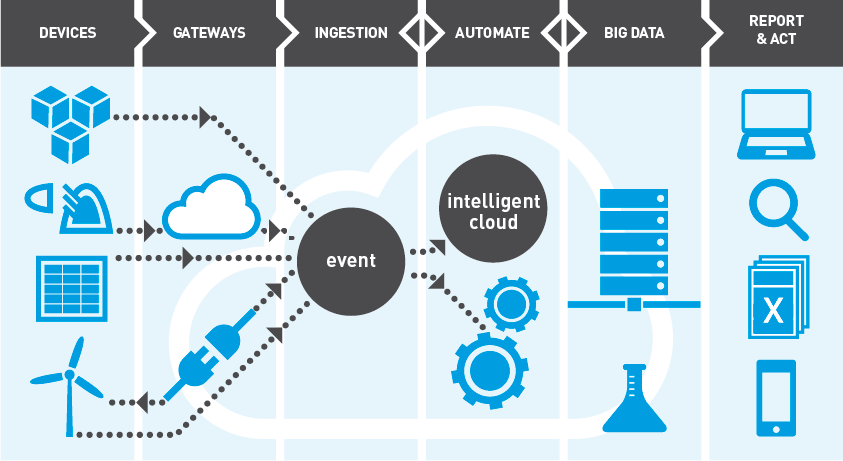 DEVICES
GATEWAYS
INGESTION
AUTOMATE
BIG DATA
REPORT
& ACT
intelligent
cloud
event
X